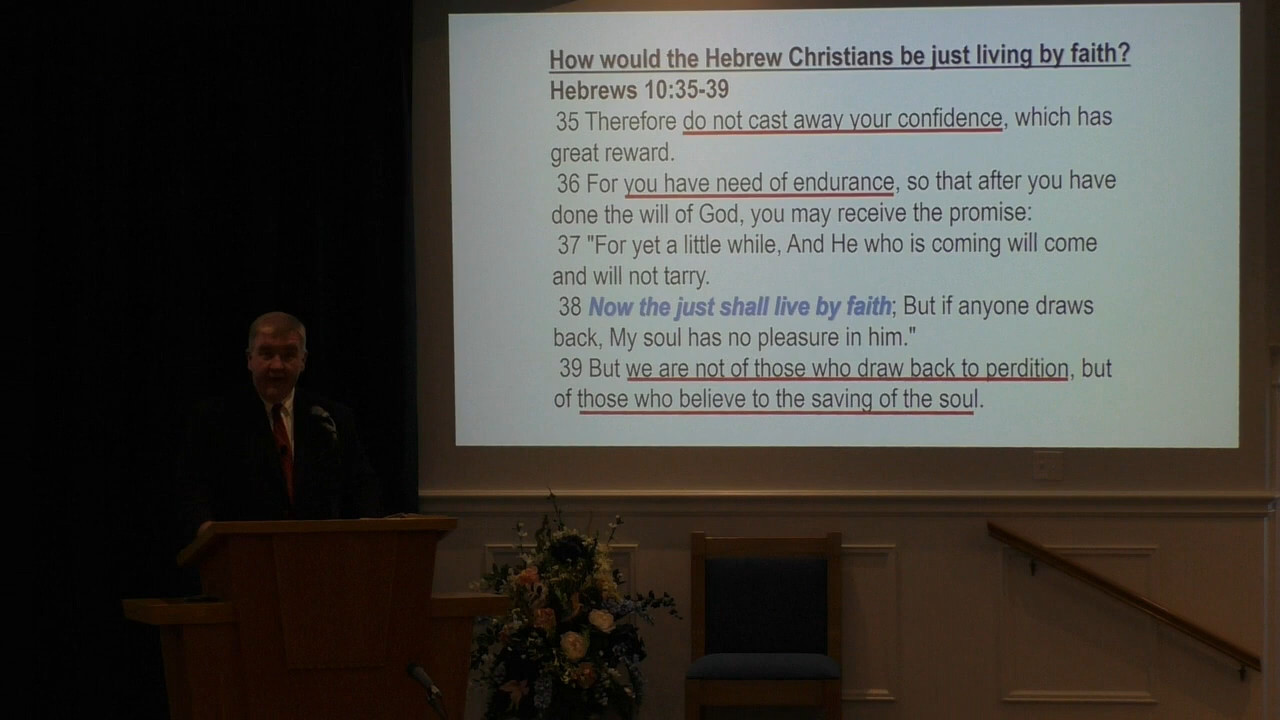 How would the Hebrew Christians be just living by faith?
Hebrews 10:35-39
35 Therefore do not cast away your confidence, which has
great reward.
36 For you have need of endurance, so that after you have
done the will of God, you may receive the promise:
37 "For yet a little while, And He who is coming will come
and will not tarry.
38 Now the just shall live by faith; But if anyone draws
back, My soul has no pleasure in him."
39 But we are not of those who draw back to perdition, but
of those who believe to the saving of the soul.